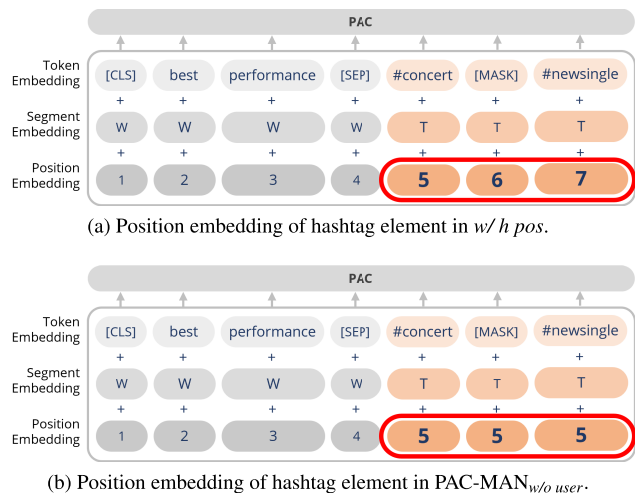 PAC
Token Embedding [CLS] best performance [SEP] #concert [MASK] #newsingle
+ + + + + + +
Segment Embedding W W W W T T T
+ + + + + + +
Position Embedding 1 2 3 4 5 6 7
(a) Position embedding of hashtag element in w/ h pos.
PAC
Token Embedding [CLS] best performance [SEP] #concert [MASK] #newsingle
+ + + + + + +
Segment Embedding W W W W T T T
+ + + + + + +
Position Embedding 1 2 3 4 5 5 5
(b) Position embedding of hashtag element in PAC-MAN w/o user.